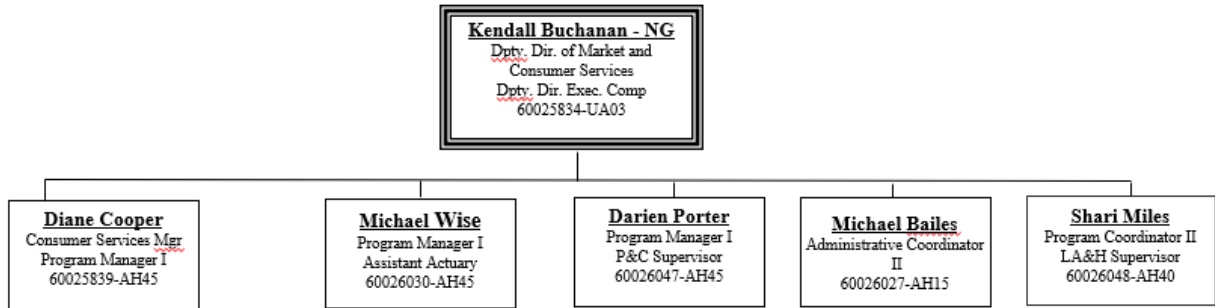 Kendall Buchanan - NG
Dpty. Dir. of Market and
Consumer Services
Dpty. Dir. Exec. Comp
60025834-UA03
Diane Cooper
Consumer Services Mgr
Program Manager I
60025839-AH45
Michael Wise
Program Manager I
Assistant Actuary
60026030-AH45
Darien Porter
Program Manager I
P&C Supervisor
60026047-AH45
Michael Bailes
Administrative Coordinator
II
60026027-AH15
Shari Miles
Program Coordinator II
LA&H Supervisor
60026048-AH40